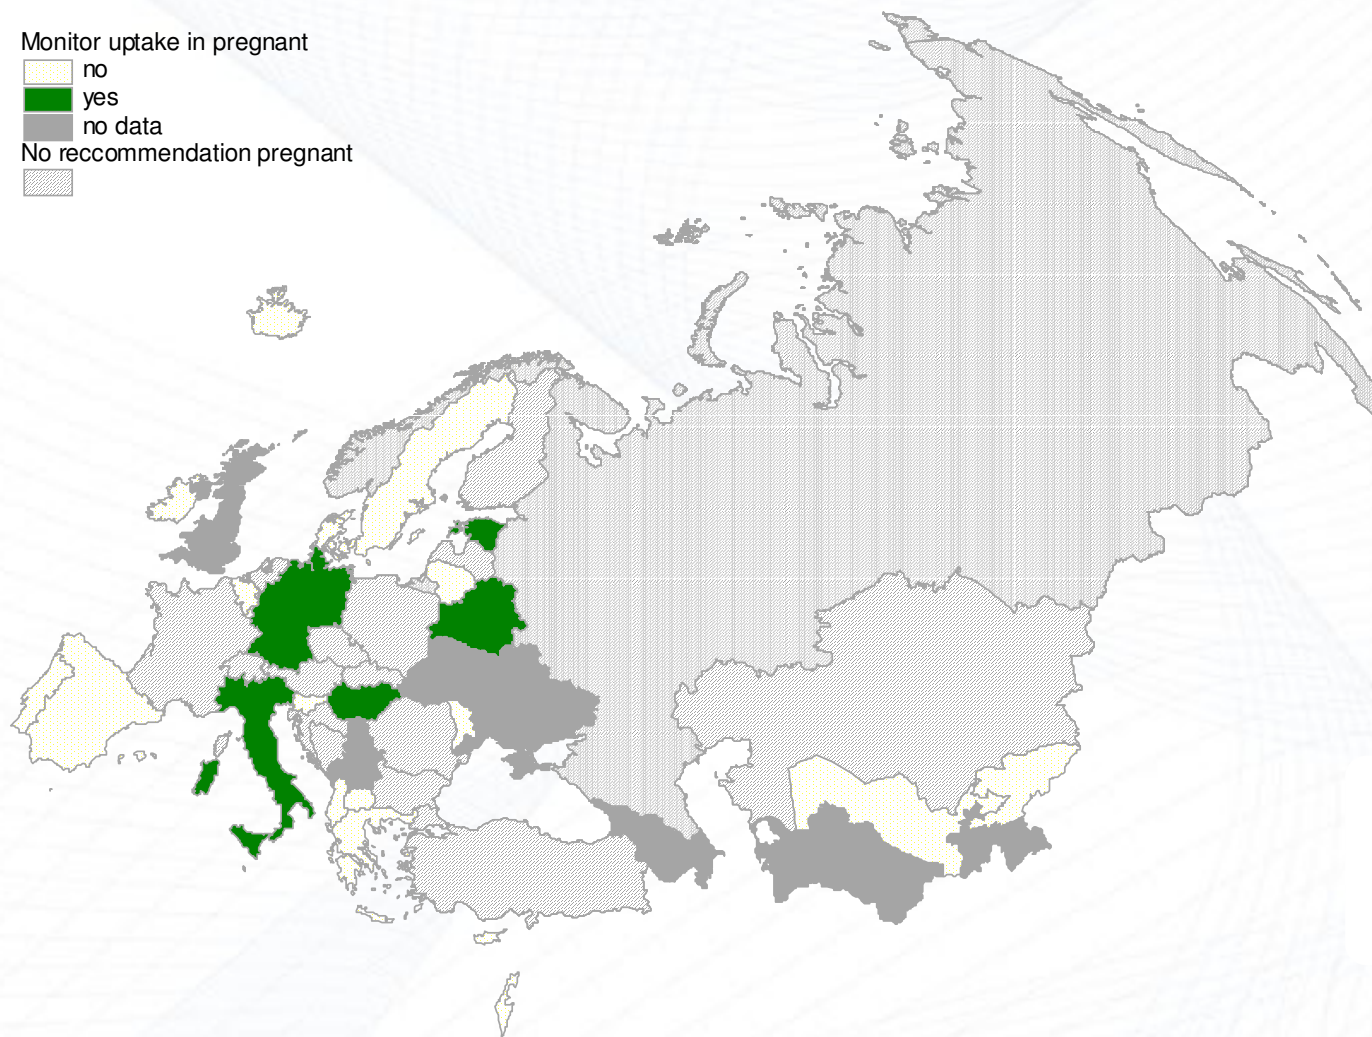 Monitor uptake in pregnant
no
yes
no data
No reccommendation pregnant